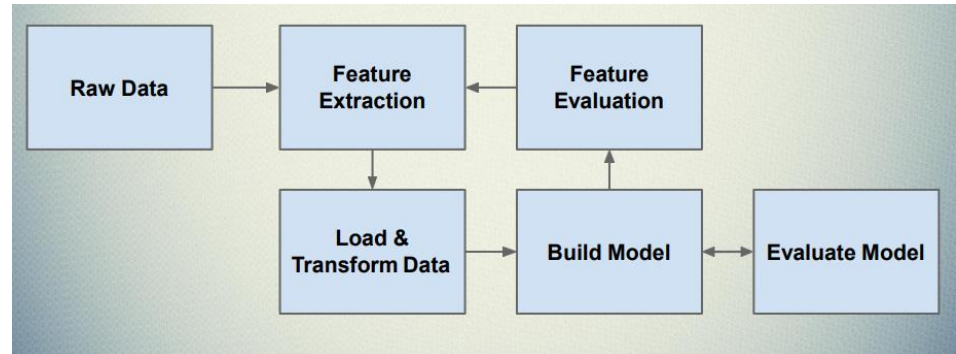 Raw Data
Feature
Extraction
Feature
Evaluation
Load &
Transform Data
Build Model
Evaluate Model